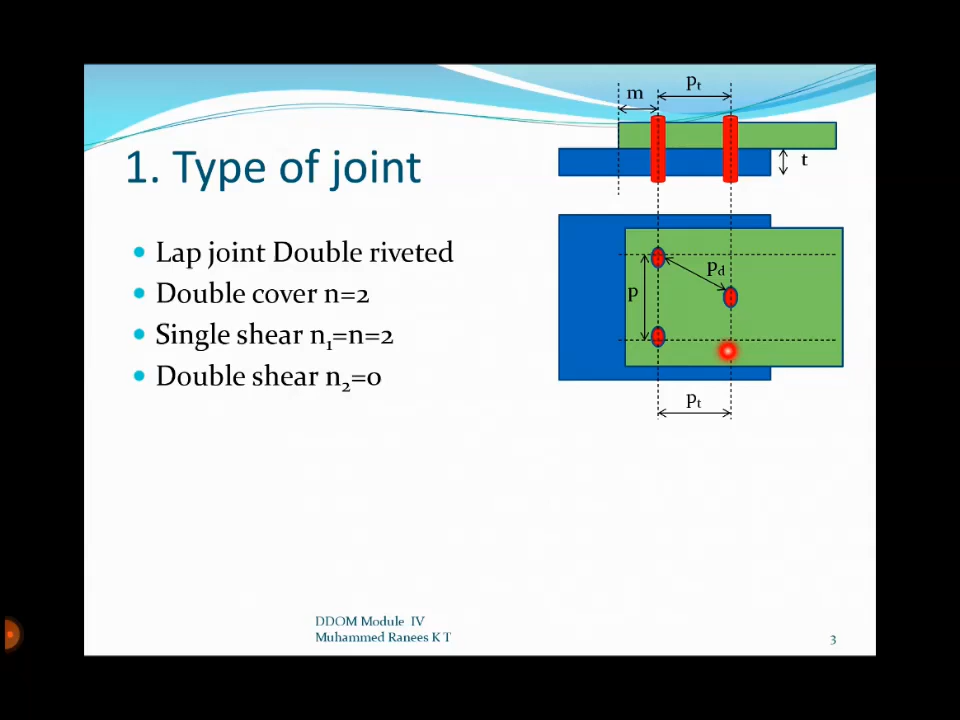 1. Type of joint
Lap joint Double riveted
Double cover n=2
Single shear n₁=n=2
Double shear n₂=0
m
pₜ
t
p
p_d
pₜ
DDOM Module IV
Muhammed Ranees K T
3